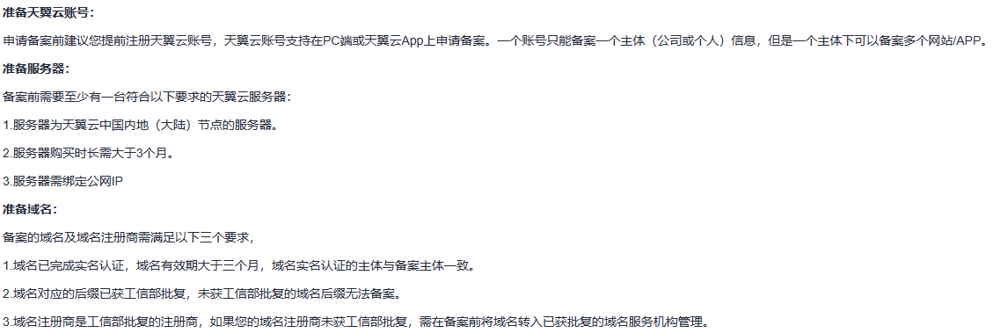 准备天翼云账号：
申请备案前建议您提前注册天翼云账号，天翼云账号支持在PC端或天翼云App上申请备案。一个账号只能备案一个主体（公司或个人）信息，但是一个主体下可以备案多个网站/APP。
准备服务器：
备案前需要至少有一台符合以下要求的天翼云服务器：
1.服务器为天翼云中国内地（大陆）节点的服务器。
2.服务器购买时长需大于3个月。
3.服务器需绑定公网IP
准备域名：
备案的域名及域名注册商需满足以下三个要求，
1.域名已完成实名认证，域名有效期大于三个月，域名实名认证的主体与备案主体一致。
2.域名对应的后缀已获工信部批复，未获工信部批复的域名后缀无法备案。
3.域名注册商是工信部批复的注册商，如果您的域名注册商未获工信部批复，需在备案前将域名转入已获批复的域名服务机构管理。